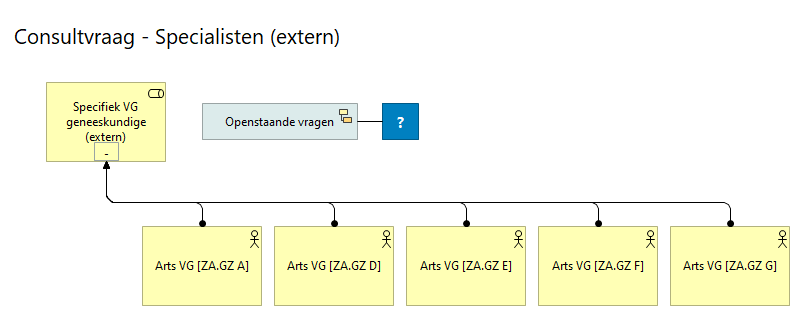 Consultvraag - Specialisten (extern)
Specifiek VG
geneeskundige
(extern)
-
Openstaande vragen
?
Arts VG [ZA.GZ A]
Arts VG [ZA.GZ D]
Arts VG [ZA.GZ E]
Arts VG [ZA.GZ F]
Arts VG [ZA.GZ G]